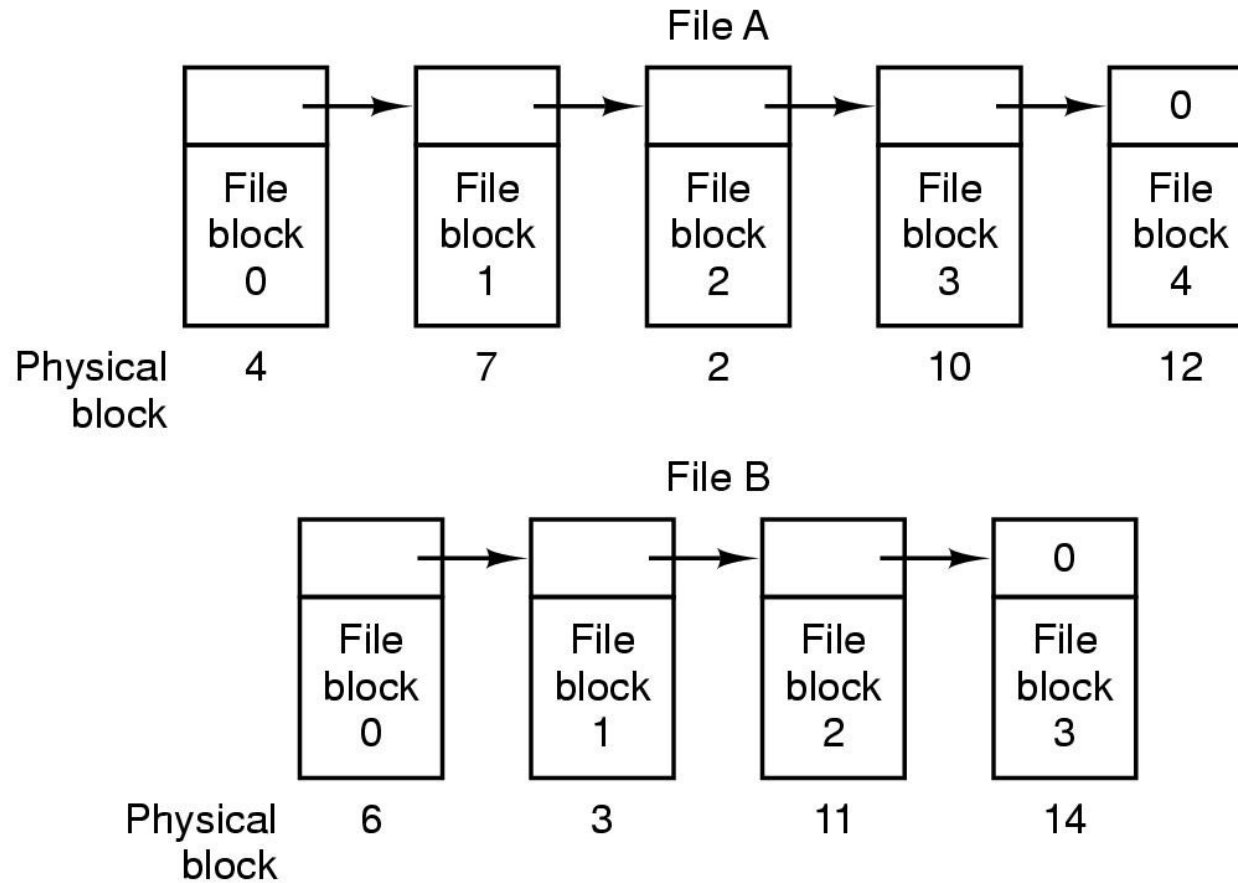 File A
0
File File File File File
block block block block block
0 1 2 3 4
Physical 4 7 2 10 12
block
File B
0
File File File File
block block block block
0 1 2 3
Physical 6 3 11 14
block